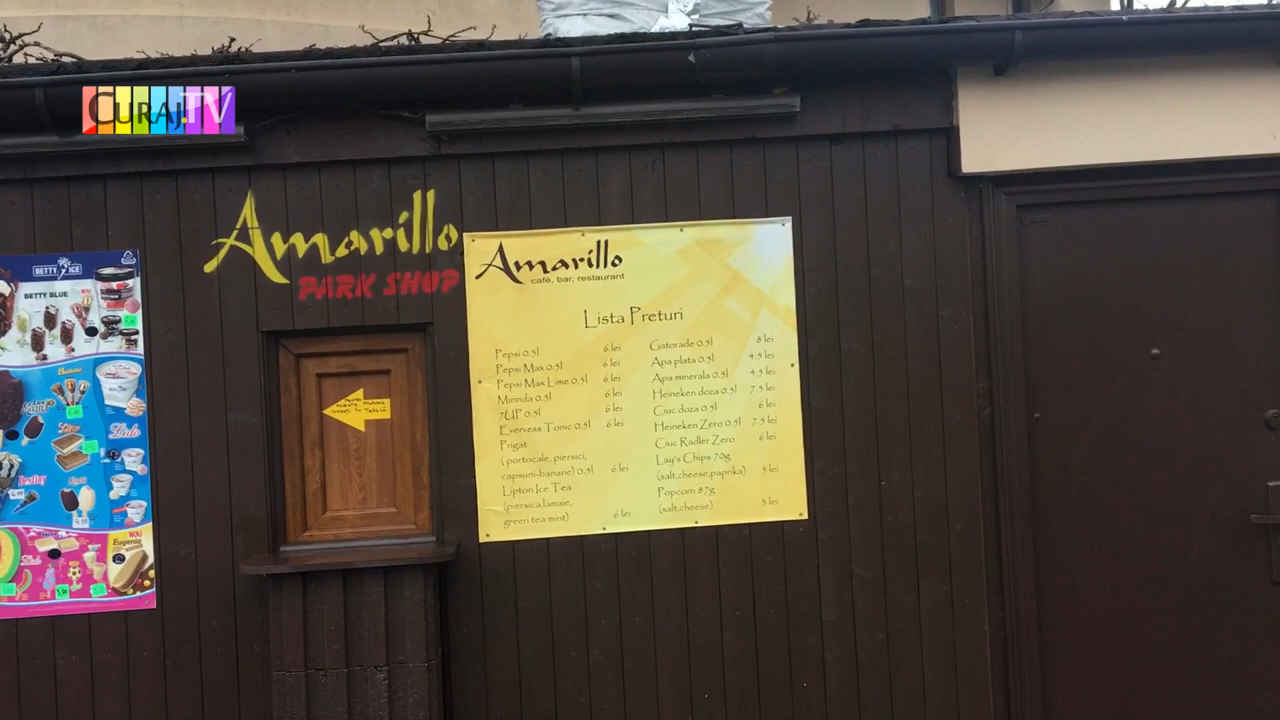 CURAJ.TV
Amarillo
PARK SHOP
BETTY ICE
BETTY BLUE
NOU
Destiny
Lido
NOU
Eugenia
Amarillo
café, bar, restaurant
Lista Preturi
Pepsi 0.5l 6 lei
Pepsi Max 0.5l 6 lei
Pepsi Max Lime 0.5l 6 lei
Mirinda 0.5l 6 lei
7UP 0.5l 6 lei
Evervess Tonic 0.5l 6 lei
Prigat
( portocale, piersici,
capsuni-banane) 0.5l 6 lei
Lipton Ice Tea
(piersica,lamaie,
green tea mint) 6 lei
Gatorade 0.5l 8 lei
Apa plata 0.5l 4.5 lei
Apa minerala 0.5l 4.5 lei
Heineken doza 0.5l 7.5 lei
Ciuc doza 0.5l 6 lei
Heineken Zero 0.5l 7.5 lei
Ciuc Radler Zero 6 lei
Lay's Chips 70g
(salt,cheese,paprika) 5 lei
Popcorn 87g
(salt,cheese) 5 lei